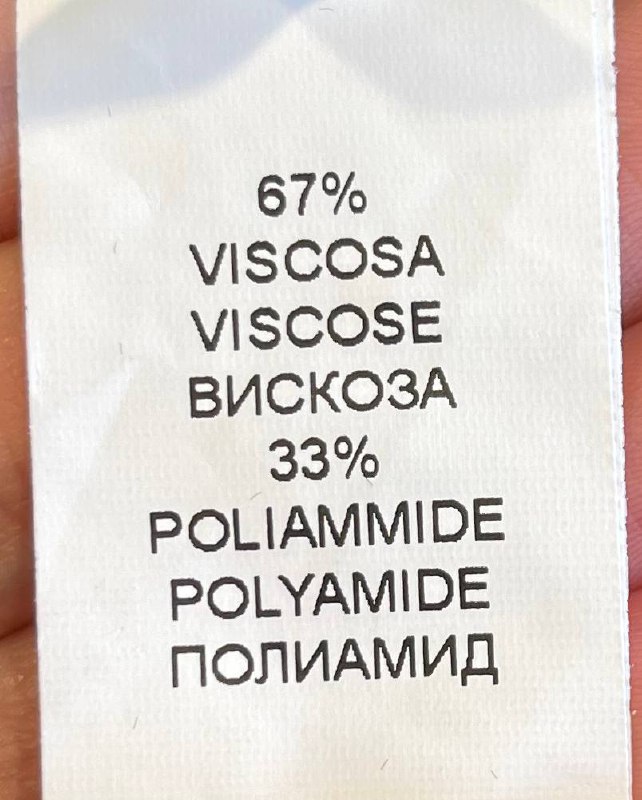 67%
VISCOSA
VISCOSE
ВИСКОЗА
33%
POLIAMMIDE
POLYAMIDE
ПОЛИАМИД